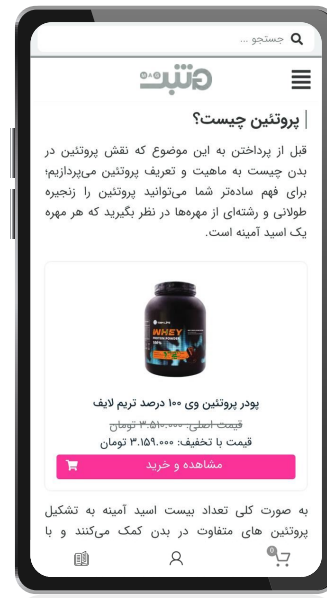 جستجو ...
پروتئین چیست؟
قبل از پرداختن به این موضوع که نقش پروتئین در
بدن چیست به ماهیت و تعریف پروتئین می‌پردازیم؛
برای فهم ساده‌تر شما می‌توانید پروتئین را زنجیره
طولانی و رشته‌ای از مهره‌ها در نظر بگیرید که هر مهره
یک اسید آمینه است.
WHEY
PROTEIN POWDER
100%
پودر پروتئین وی ۱۰۰ درصد تریم لایف
قیمت اصلی: ۳.۵۱۰.۰۰۰ تومان
قیمت با تخفیف: ۳.۱۵۹.۰۰۰ تومان
مشاهده و خرید
به صورت کلی تعداد بیست اسید آمینه به تشکیل
پروتئین های متفاوت در بدن کمک می‌کنند و با
0